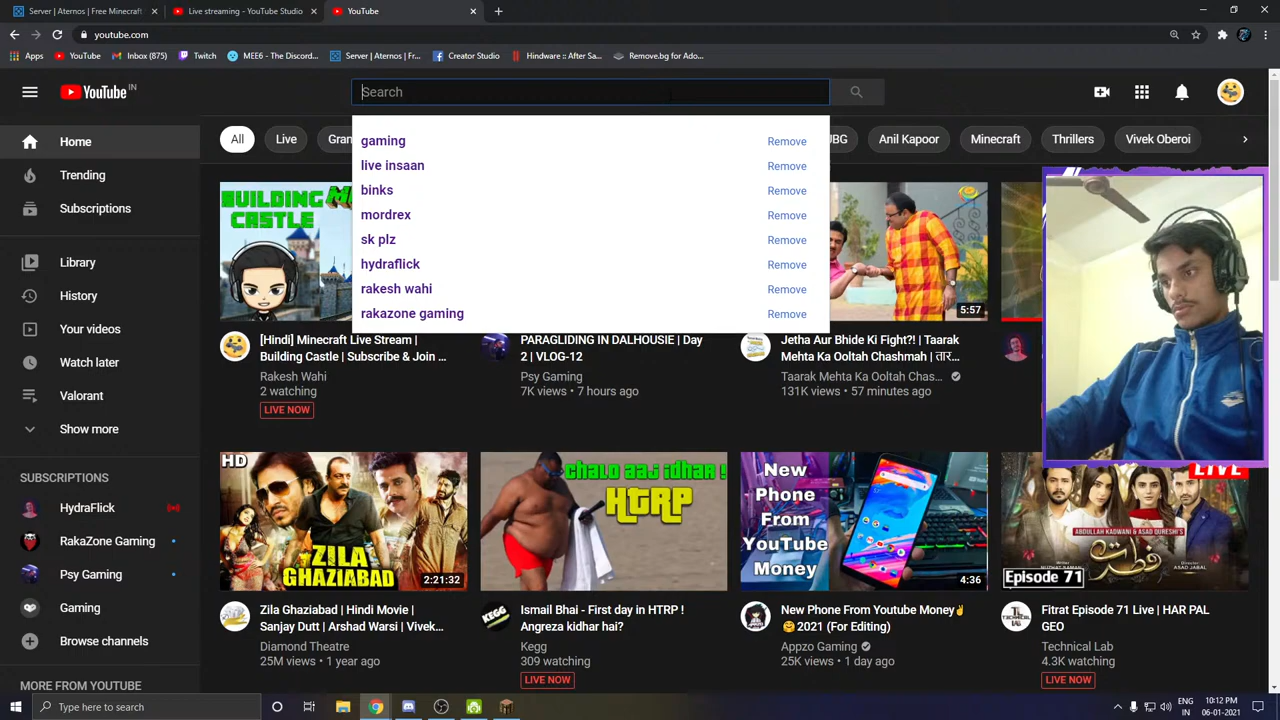 Server | Aternos | Free Minecraft
Live streaming - YouTube Studio
YouTube
youtube.com
Apps
YouTube
Inbox (875)
Twitch
MEE6 - The Discord...
Server | Aternos | Fr...
Creator Studio
Hindware :: After Sa...
Remove.bg for Ado...
YouTube IN
Search
Home
Trending
Subscriptions
Library
History
Your videos
Watch later
Valorant
Show more
SUBSCRIPTIONS
HydraFlick
RakaZone Gaming
Psy Gaming
Gaming
Browse channels
MORE FROM YOUTUBE
All
Live
Anil Kapoor
Minecraft
Thrillers
Vivek Oberoi
gaming Remove
live insaan Remove
binks Remove
mordrex Remove
sk plz Remove
hydraflick Remove
rakesh wahi Remove
rakazone gaming Remove
BUILDING
CASTLE
5:57
[Hindi] Minecraft Live Stream |
Building Castle | Subscribe & Join ...
Rakesh Wahi
2 watching
LIVE NOW
PARAGLIDING IN DALHOUSIE | Day
2 | VLOG-12
Psy Gaming
7K views • 7 hours ago
Jetha Aur Bhide Ki Fight?! | Taarak
Mehta Ka Ooltah Chashmah | तार...
Taarak Mehta Ka Ooltah Chas...
131K views • 57 minutes ago
HD
ZILA
GHAZIABAD
2:21:32
CHALO AAJ IDHAR !
HTRP
New
Phone
From
YouTube
Money
4:36
LIVE
ABDULLAH KADWANI & ASAD QURESHI'S
فطرت
Episode 71
Zila Ghaziabad | Hindi Movie |
Sanjay Dutt | Arshad Warsi | Vivek...
Diamond Theatre
25M views • 1 year ago
Ismail Bhai - First day in HTRP !
Angreza kidhar hai?
Kegg
309 watching
LIVE NOW
New Phone From Youtube Money✌
🤗2021 (For Editing)
Appzo Gaming
25K views • 1 day ago
Fitrat Episode 71 Live | HAR PAL
GEO
Technical Lab
4.3K watching
LIVE NOW
Type here to search
ENG
IN
10:12 PM
06-01-2021